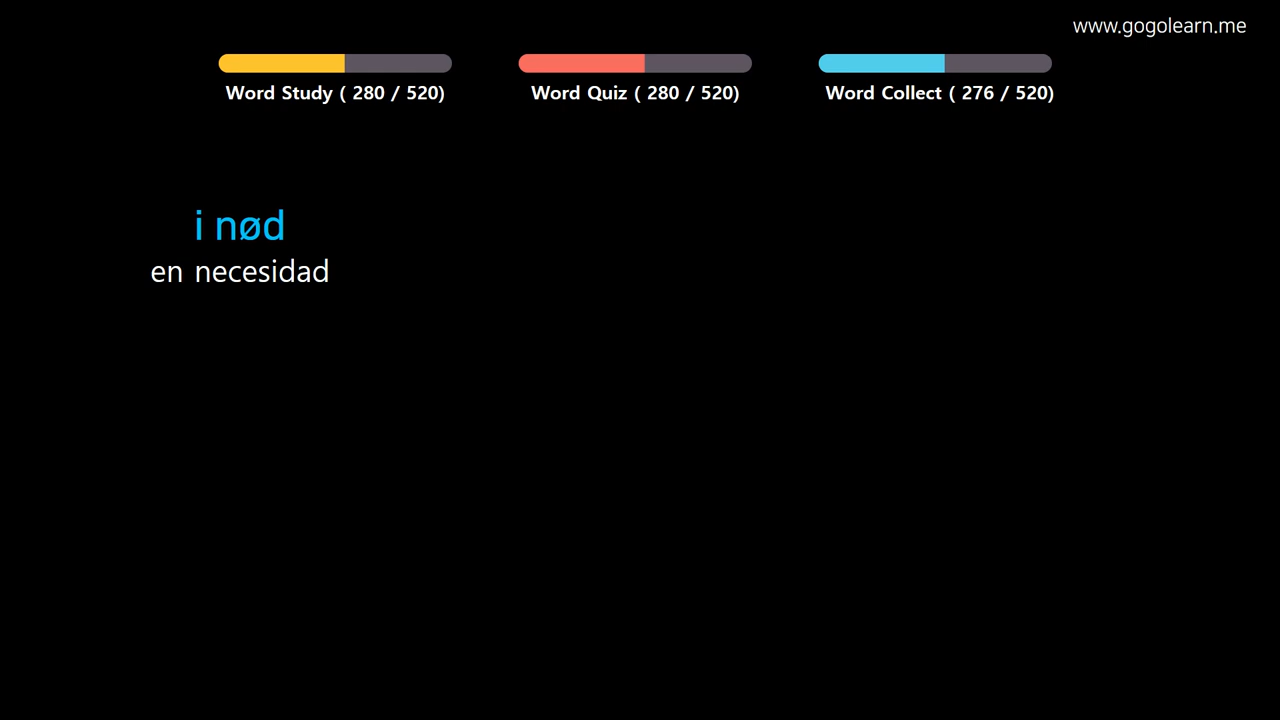 www.gogolearn.me
Word Study ( 280 / 520)
Word Quiz ( 280 / 520)
Word Collect ( 276 / 520)
i nød
en necesidad